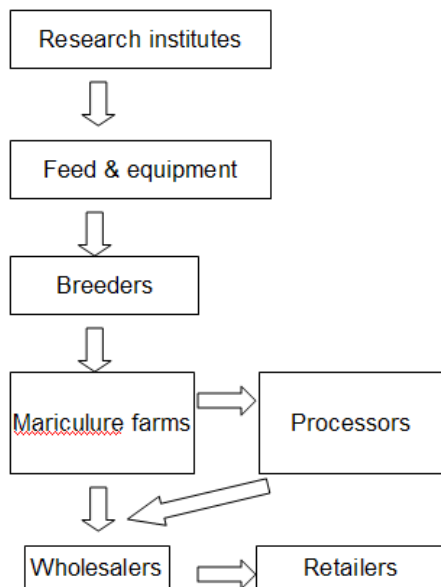 Research institutes
Feed & equipment
Breeders
Mariculure farms
Processors
Wholesalers
Retailers